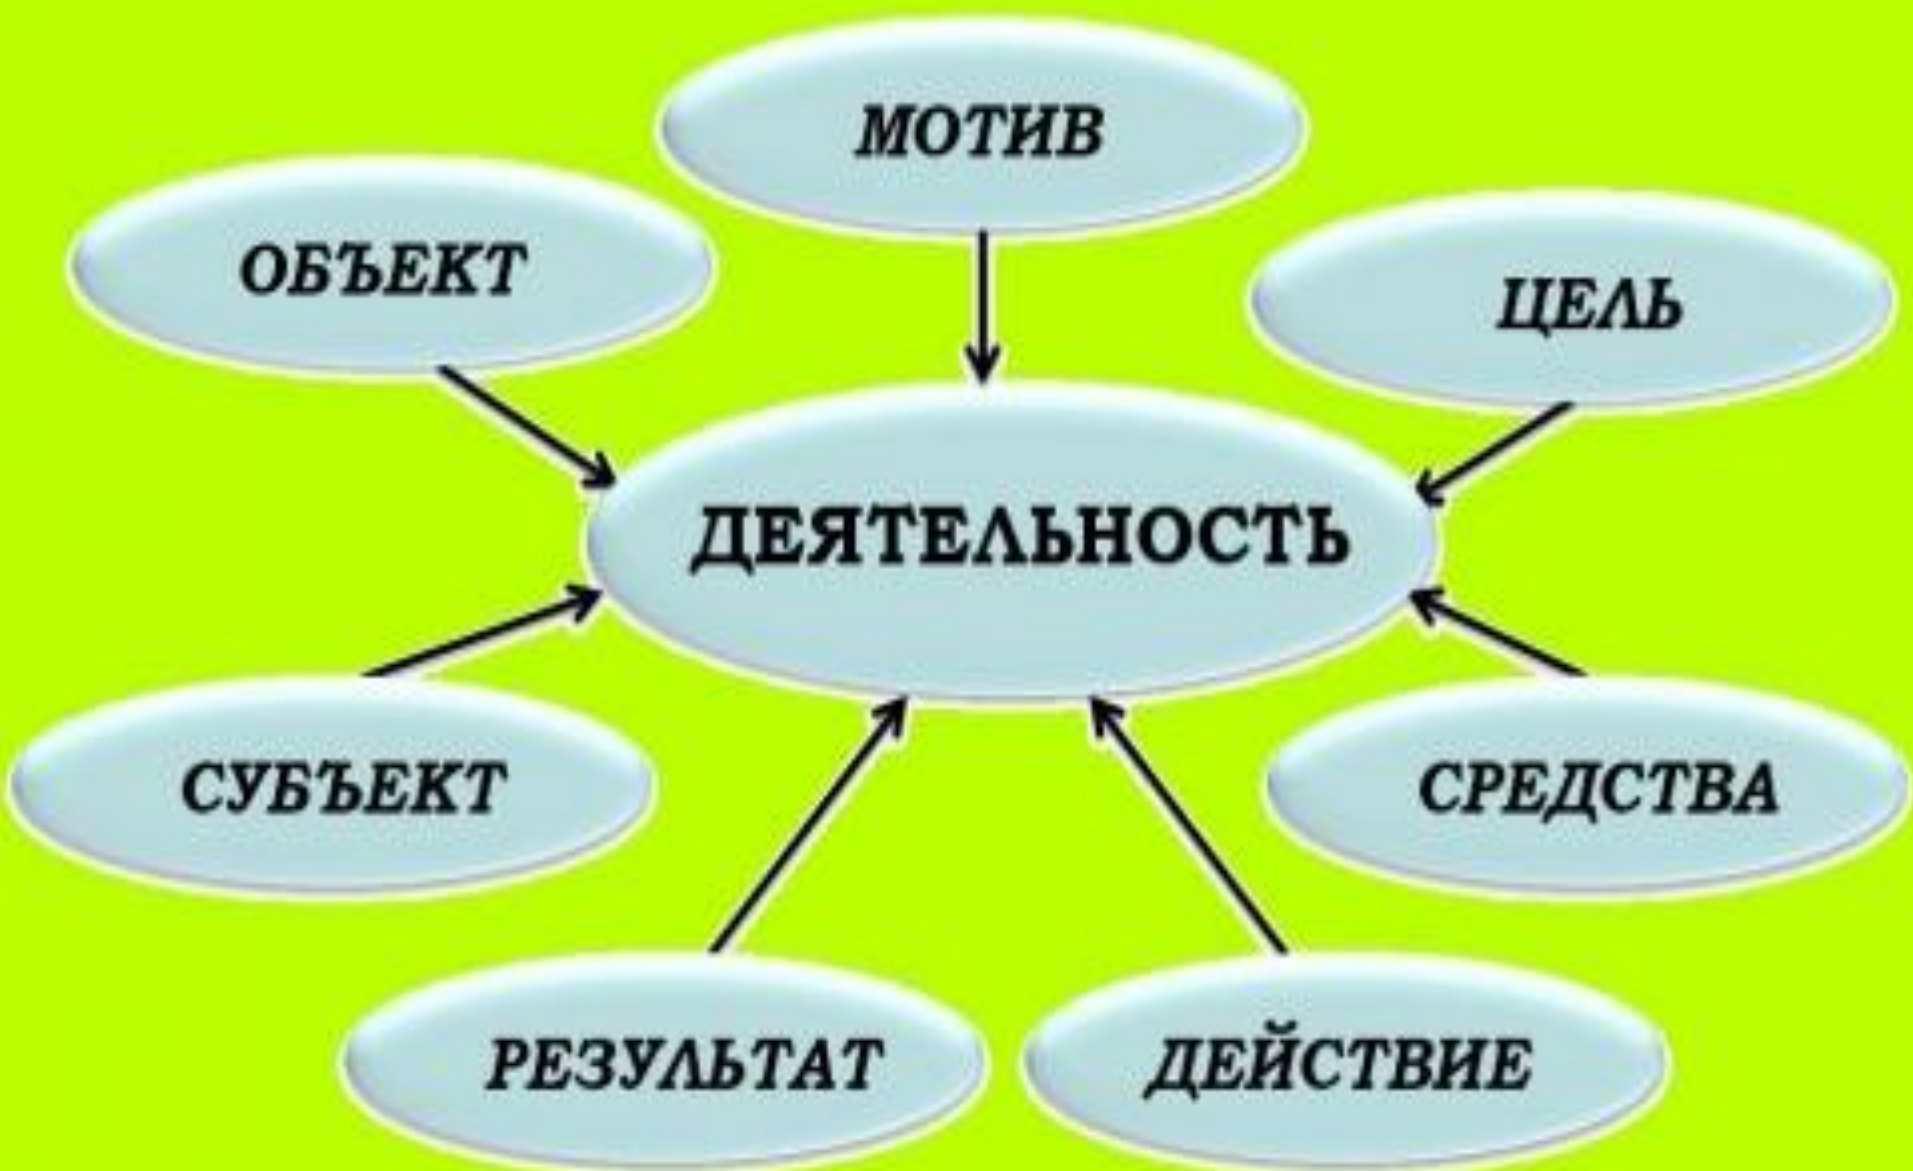 МОТИВ
ОБЪЕКТ
ЦЕЛЬ
ДЕЯТЕЛЬНОСТЬ
СУБЪЕКТ
СРЕДСТВА
РЕЗУЛЬТАТ
ДЕЙСТВИЕ